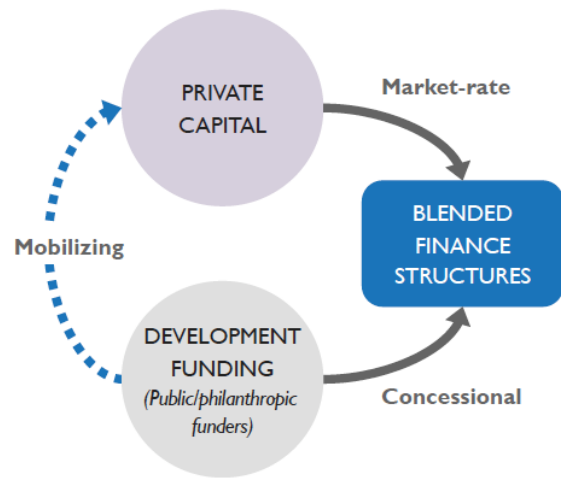 PRIVATE
CAPITAL
Market-rate
BLENDED
FINANCE
STRUCTURES
Mobilizing
DEVELOPMENT
FUNDING
(Public/philanthropic
funders)
Concessional